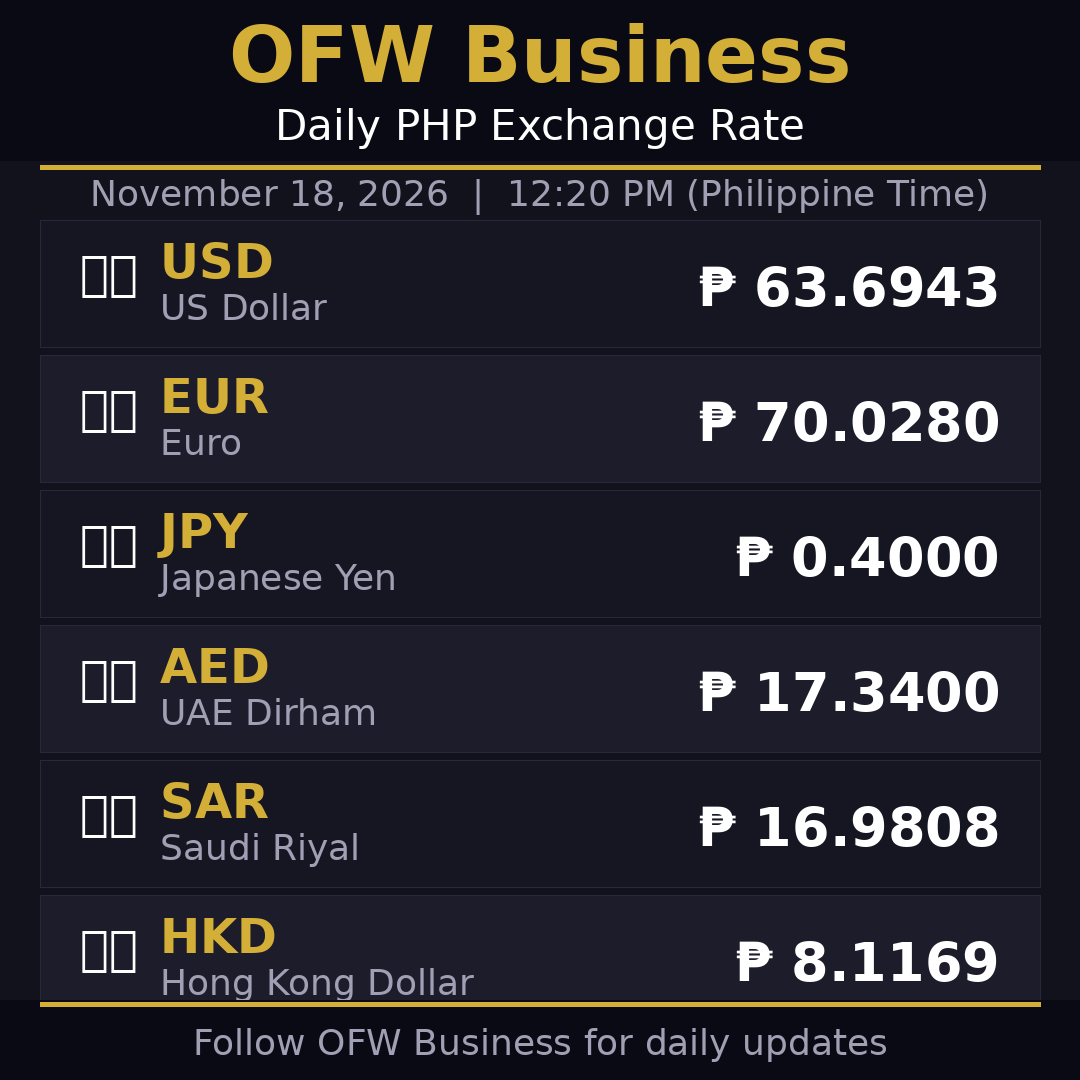 OFW Business
Daily PHP Exchange Rate
November 18, 2026 | 12:20 PM (Philippine Time)
USD
US Dollar
₱ 63.6943
EUR
Euro
₱ 70.0280
JPY
Japanese Yen
₱ 0.4000
AED
UAE Dirham
₱ 17.3400
SAR
Saudi Riyal
₱ 16.9808
HKD
Hong Kong Dollar
₱ 8.1169
Follow OFW Business for daily updates